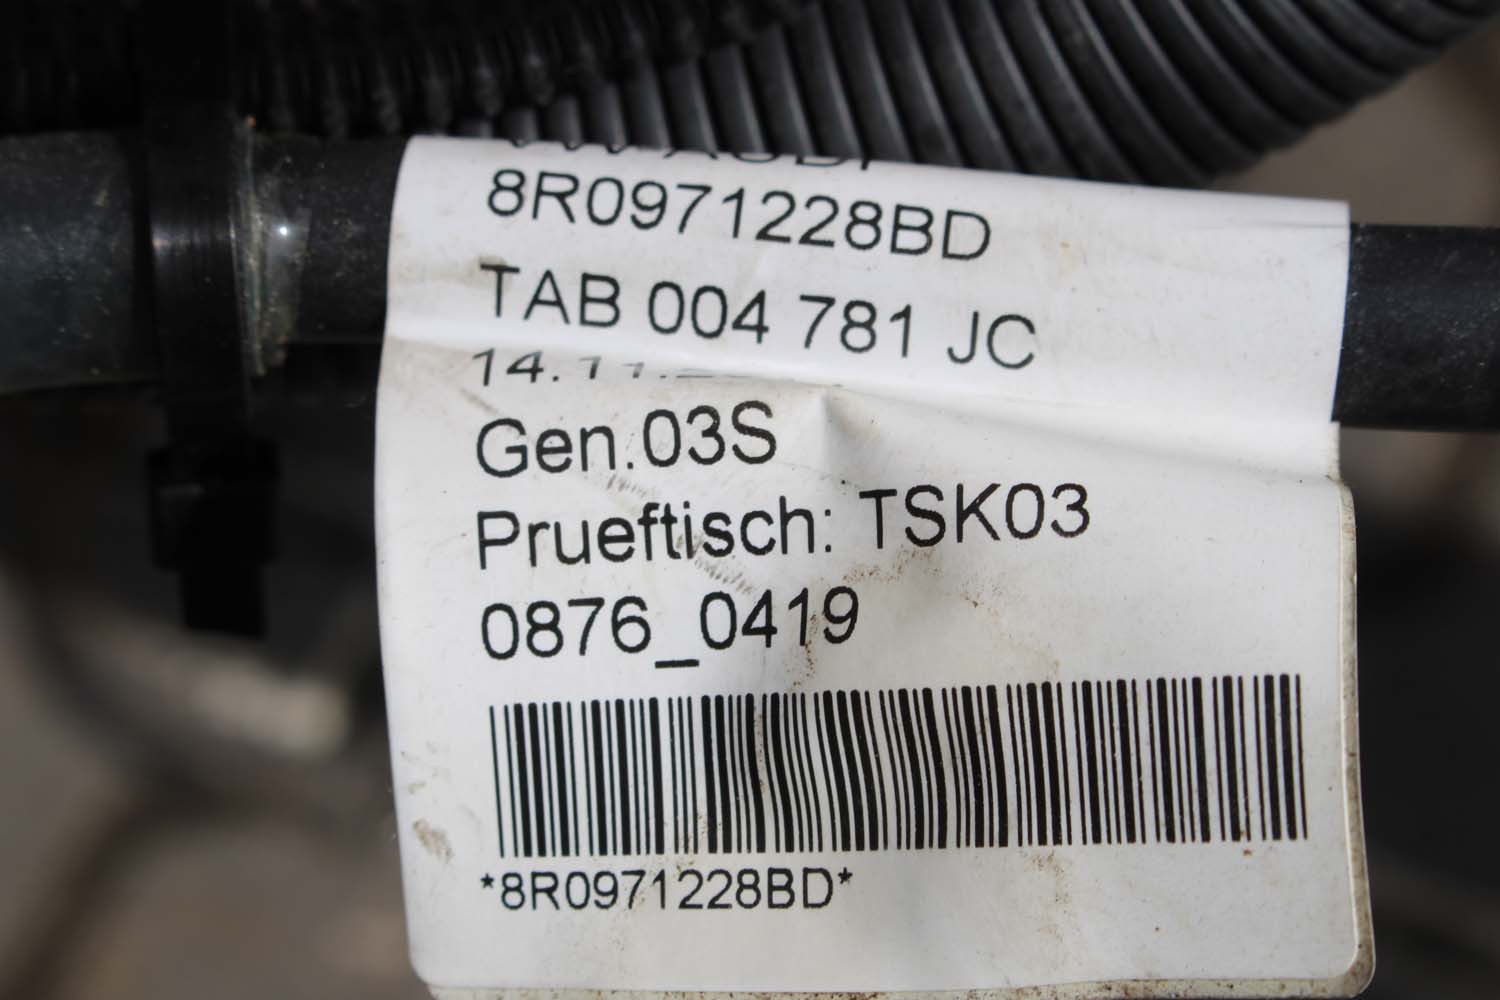 8R0971228BD
TAB 004 781 JC
Gen.03S
Prueftisch: TSK03
0876_0419
*8R0971228BD*